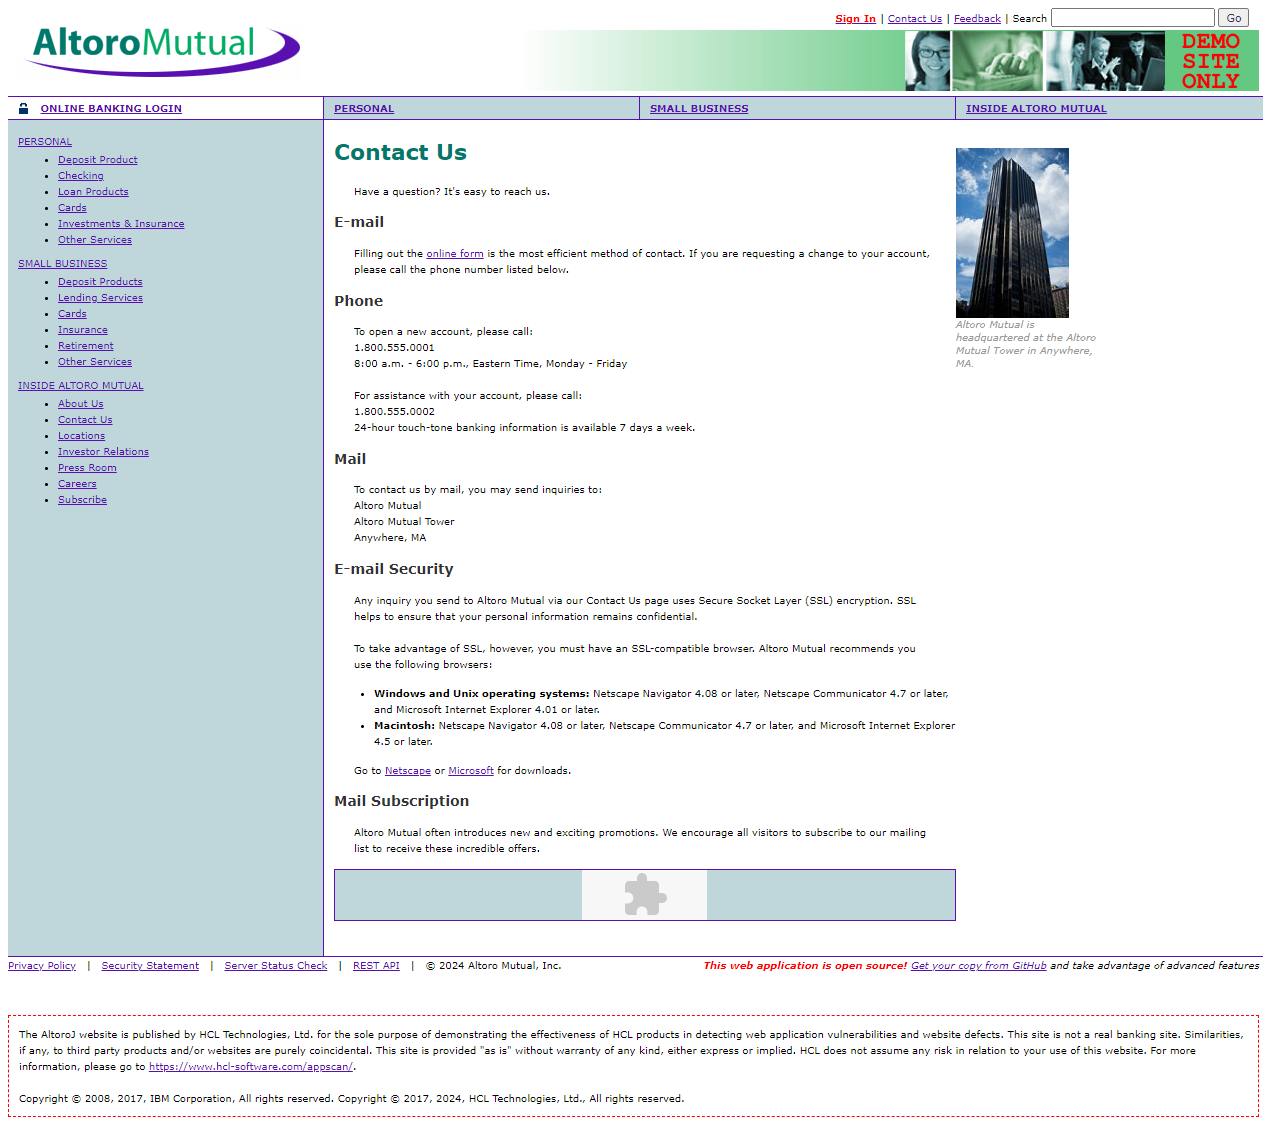 Sign In | Contact Us | Feedback | Search Go
AltoroMutual
DEMO
SITE
ONLY
ONLINE BANKING LOGIN
PERSONAL
SMALL BUSINESS
INSIDE ALTORO MUTUAL
PERSONAL
Deposit Product
Checking
Loan Products
Cards
Investments & Insurance
Other Services
SMALL BUSINESS
Deposit Products
Lending Services
Cards
Insurance
Retirement
Other Services
INSIDE ALTORO MUTUAL
About Us
Contact Us
Locations
Investor Relations
Press Room
Careers
Subscribe
Contact Us
Have a question? It's easy to reach us.
E-mail
Filling out the online form is the most efficient method of contact. If you are requesting a change to your account,
please call the phone number listed below.
Phone
To open a new account, please call:
1.800.555.0001
8:00 a.m. - 6:00 p.m., Eastern Time, Monday - Friday
For assistance with your account, please call:
1.800.555.0002
24-hour touch-tone banking information is available 7 days a week.
Mail
To contact us by mail, you may send inquiries to:
Altoro Mutual
Altoro Mutual Tower
Anywhere, MA
E-mail Security
Any inquiry you send to Altoro Mutual via our Contact Us page uses Secure Socket Layer (SSL) encryption. SSL
helps to ensure that your personal information remains confidential.
To take advantage of SSL, however, you must have an SSL-compatible browser. Altoro Mutual recommends you
use the following browsers:
Windows and Unix operating systems: Netscape Navigator 4.08 or later, Netscape Communicator 4.7 or later,
and Microsoft Internet Explorer 4.01 or later.
Macintosh: Netscape Navigator 4.08 or later, Netscape Communicator 4.7 or later, and Microsoft Internet Explorer
4.5 or later.
Go to Netscape or Microsoft for downloads.
Mail Subscription
Altoro Mutual often introduces new and exciting promotions. We encourage all visitors to subscribe to our mailing
list to receive these incredible offers.
Altoro Mutual is
headquartered at the Altoro
Mutual Tower in Anywhere,
MA.
Privacy Policy | Security Statement | Server Status Check | REST API | © 2024 Altoro Mutual, Inc.
This web application is open source! Get your copy from GitHub and take advantage of advanced features
The AltoroJ website is published by HCL Technologies, Ltd. for the sole purpose of demonstrating the effectiveness of HCL products in detecting web application vulnerabilities and website defects. This site is not a real banking site. Similarities,
if any, to third party products and/or websites are purely coincidental. This site is provided "as is" without warranty of any kind, either express or implied. HCL does not assume any risk in relation to your use of this website. For more
information, please go to https://www.hcl-software.com/appscan/.
Copyright © 2008, 2017, IBM Corporation, All rights reserved. Copyright © 2017, 2024, HCL Technologies, Ltd., All rights reserved.